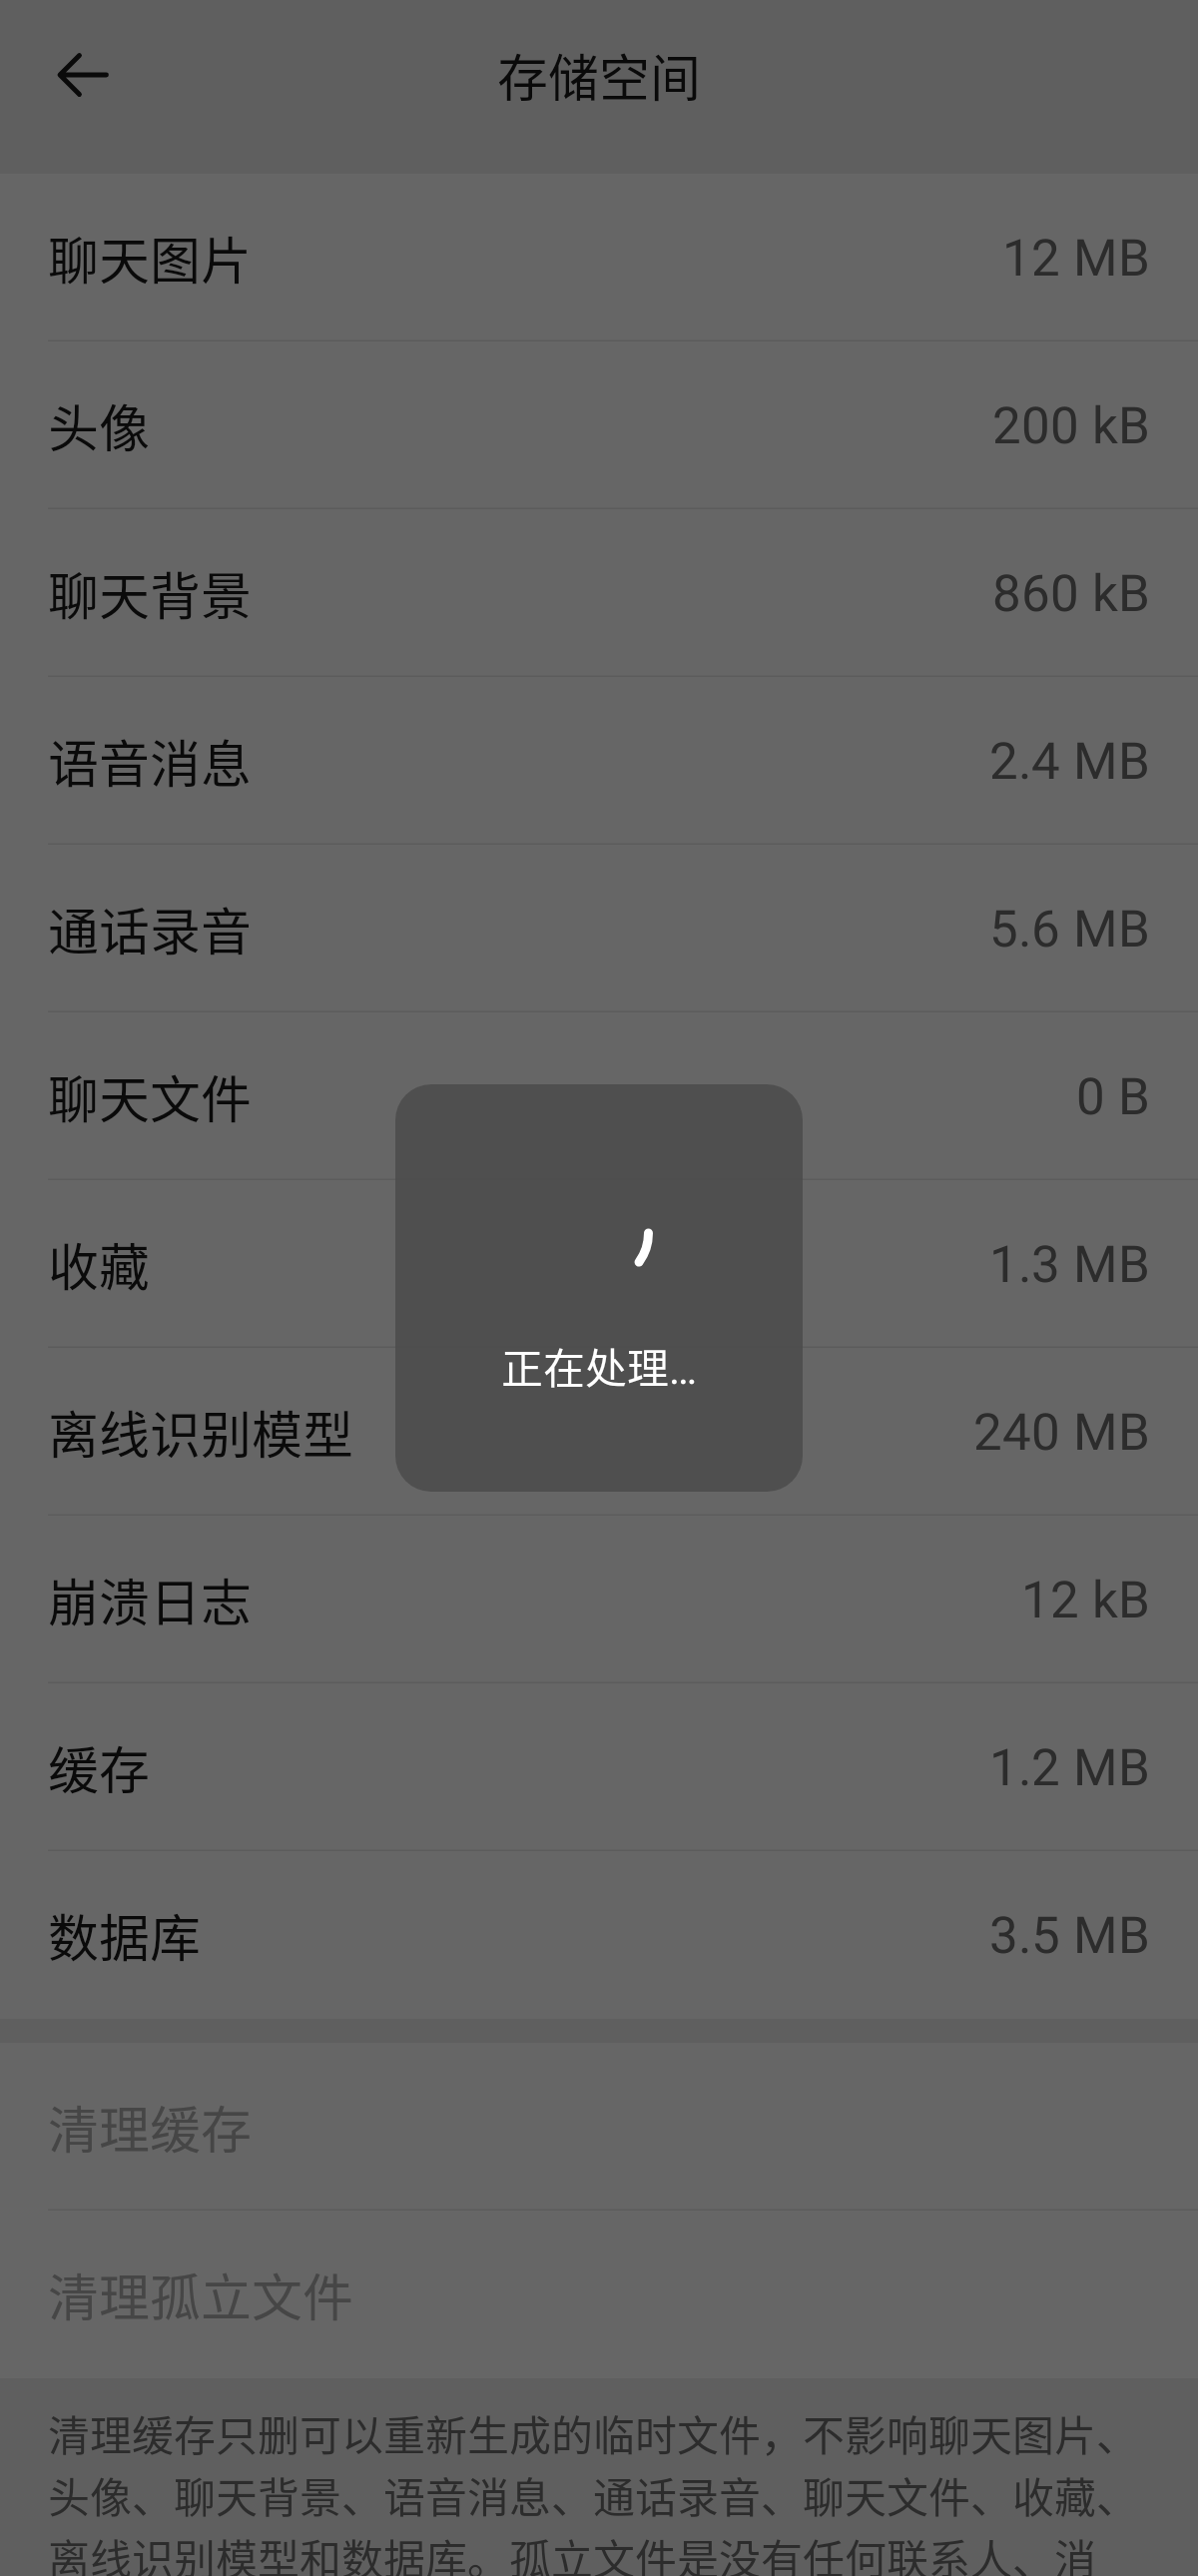 存储空间
聊天图片 12 MB
头像 200 kB
聊天背景 860 kB
语音消息 2.4 MB
通话录音 5.6 MB
聊天文件 0 B
收藏 1.3 MB
正在处理...
离线识别模型 240 MB
崩溃日志 12 kB
缓存 1.2 MB
数据库 3.5 MB
清理缓存
清理孤立文件
清理缓存只删可以重新生成的临时文件，不影响聊天图片、
头像、聊天背景、语音消息、通话录音、聊天文件、收藏、
离线识别模型和数据库。孤立文件是没有任何联系人、消